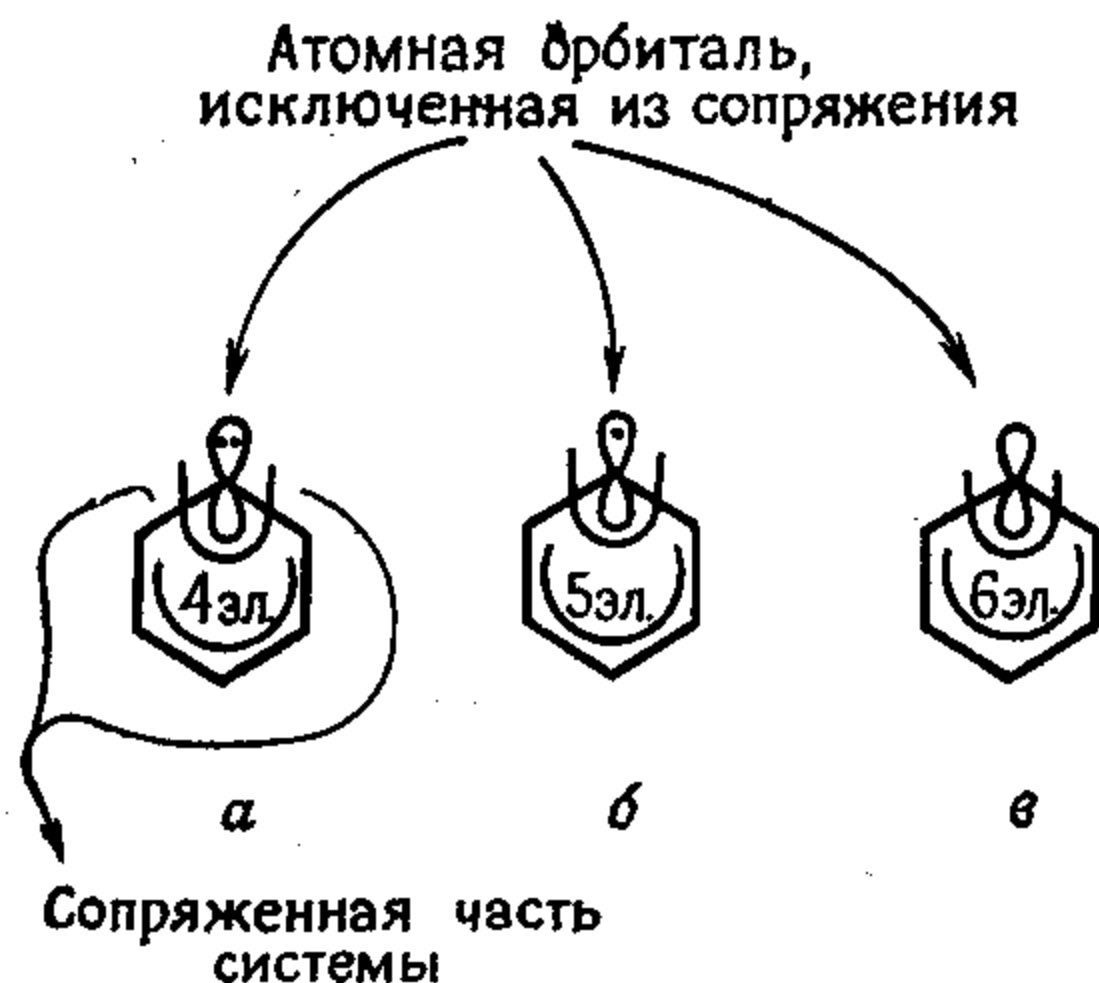 Атомная орбиталь,
исключенная из сопряжения
4эл.
5эл.
6эл.
а
б
в
Сопряженная часть
системы